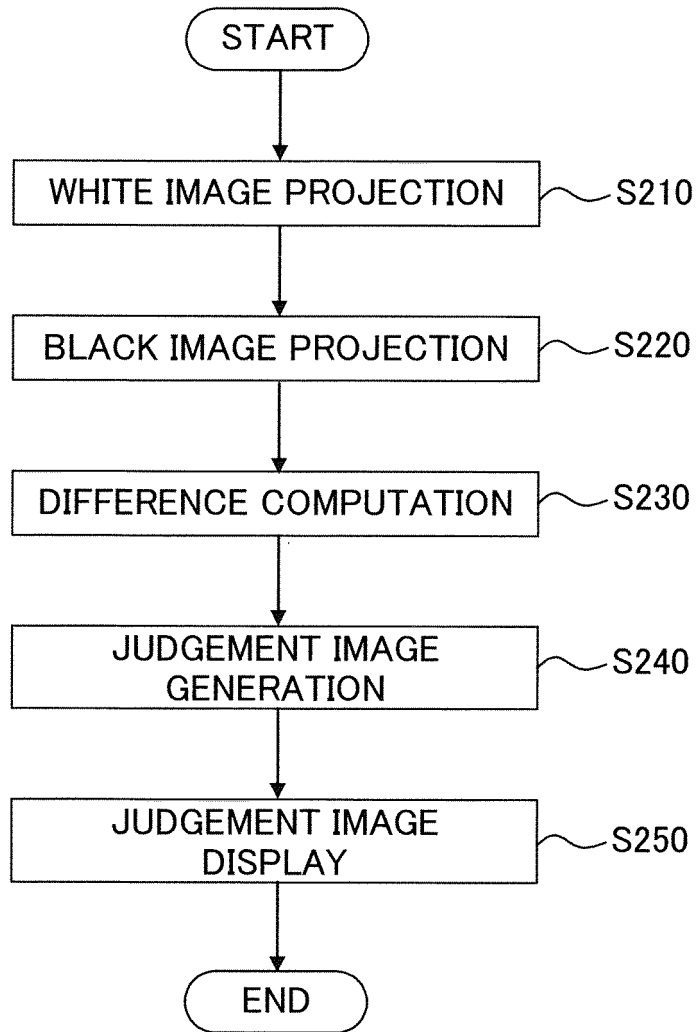 START
WHITE IMAGE PROJECTION
S210
BLACK IMAGE PROJECTION
S220
DIFFERENCE COMPUTATION
S230
JUDGEMENT IMAGE
GENERATION
S240
JUDGEMENT IMAGE
DISPLAY
S250
END